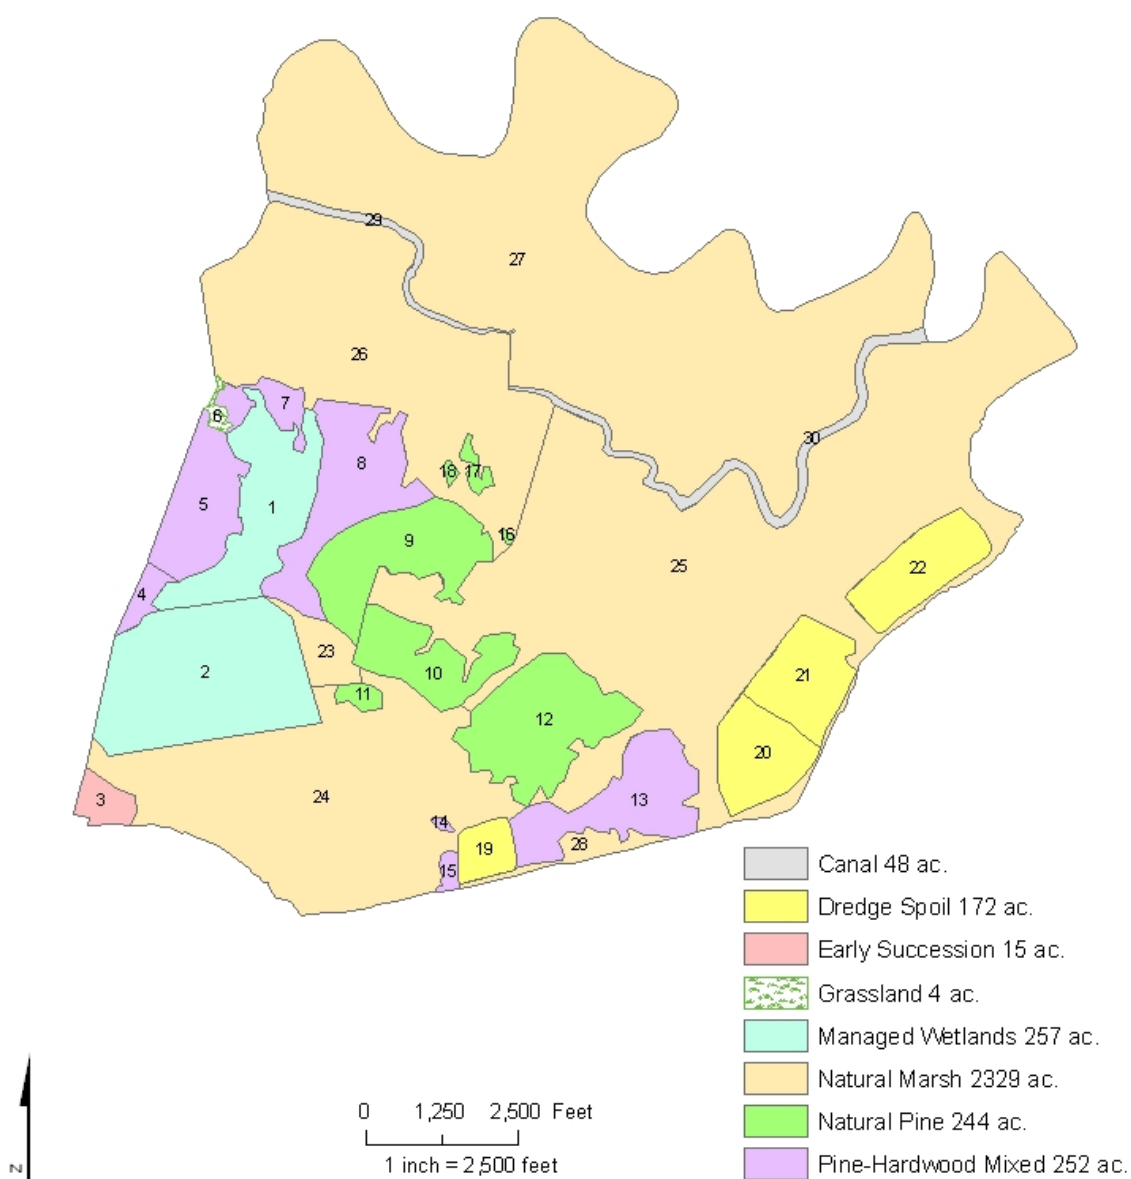 29
27
26
7
6
8
30
18 17
5
1
16
9
25
22
4
23
2
10
21
11
12
20
3
24
13
14
28
19
15
Canal 48 ac.
Dredge Spoil 172 ac.
Early Succession 15 ac.
Grassland 4 ac.
Managed Wetlands 257 ac.
Natural Marsh 2329 ac.
Natural Pine 244 ac.
Pine-Hardwood Mixed 252 ac.
0 1,250 2,500 Feet
1 inch = 2,500 feet
N